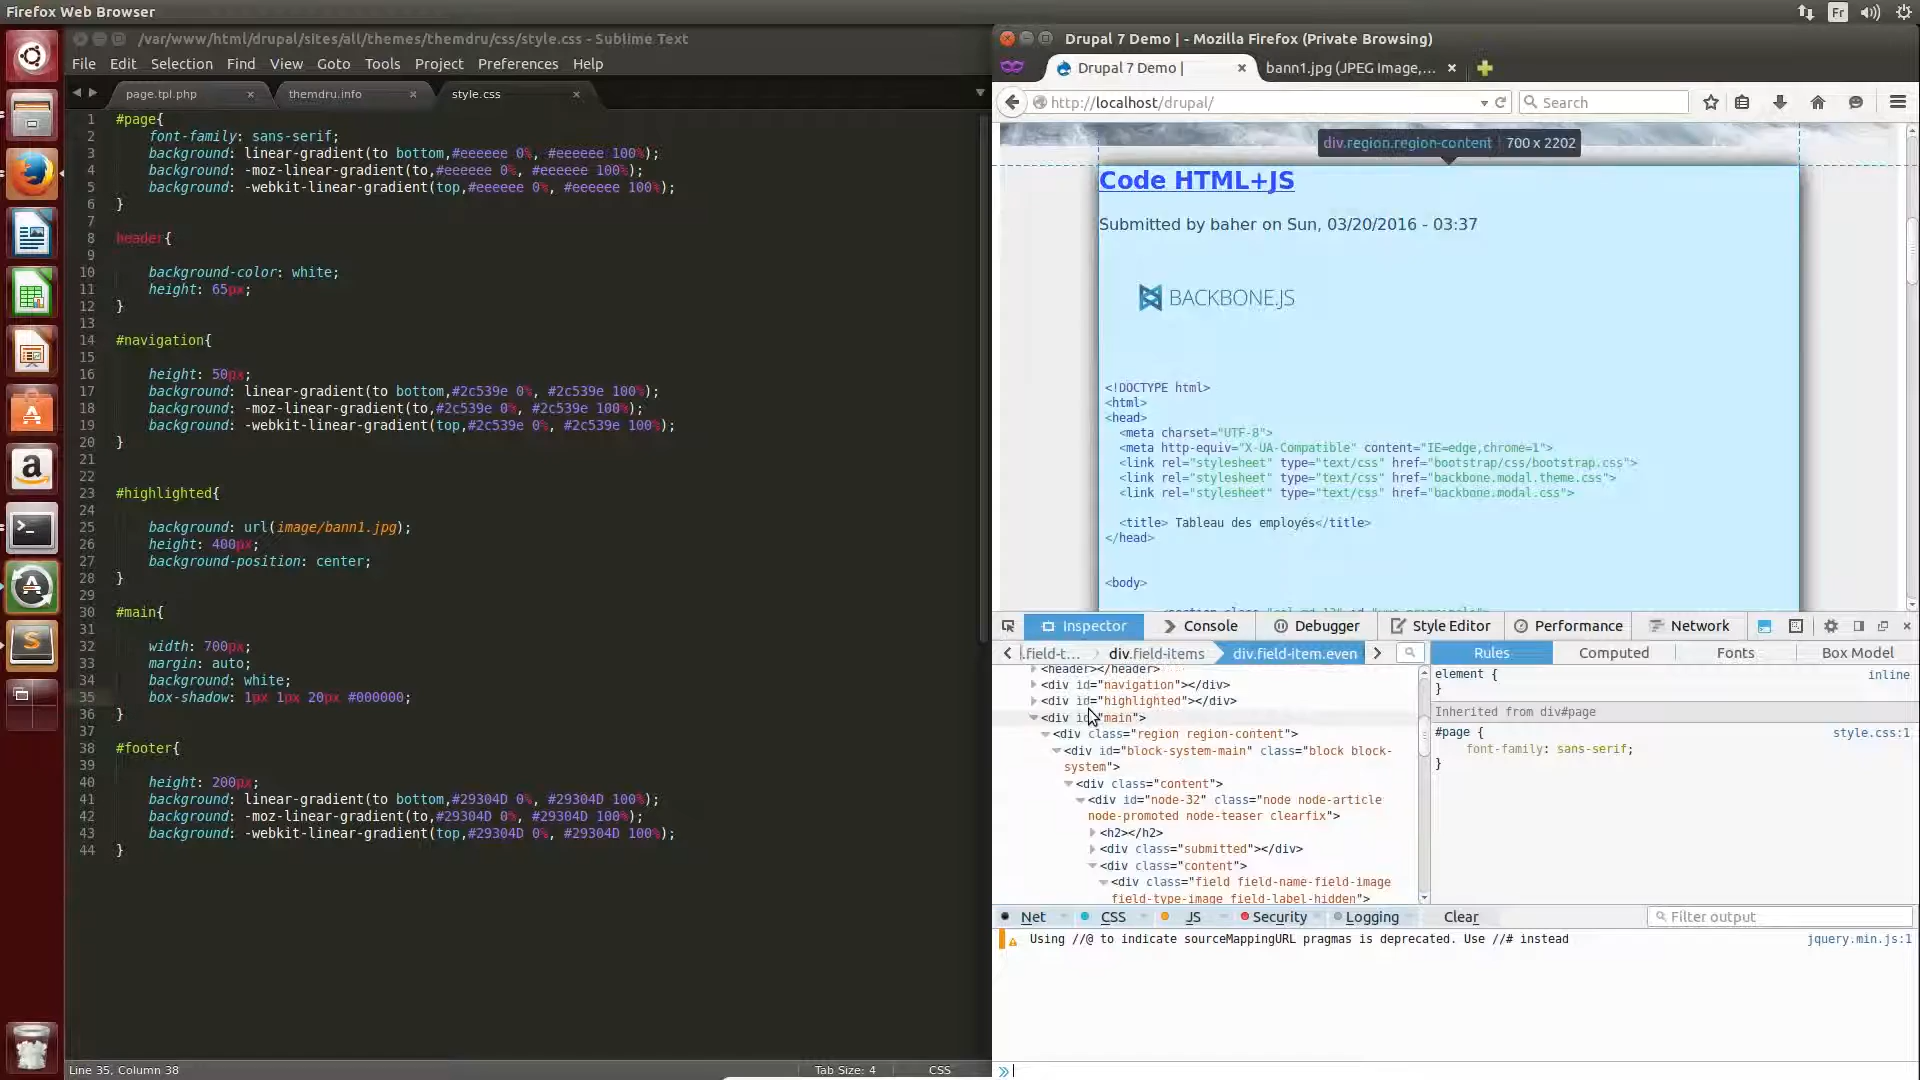 Firefox Web Browser
Fr
/var/www/html/drupal/sites/all/themes/themdru/css/style.css - Sublime Text
File Edit Selection Find View Goto Tools Project Preferences Help
page.tpl.php × themdru.info × style.css ×
1 #page{
2 font-family: sans-serif;
3 background: linear-gradient(to bottom,#eeeeee 0%, #eeeeee 100%);
4 background: -moz-linear-gradient(to,#eeeeee 0%, #eeeeee 100%);
5 background: -webkit-linear-gradient(top,#eeeeee 0%, #eeeeee 100%);
6 }
7
8 header{
9
10 background-color: white;
11 height: 65px;
12 }
13
14 #navigation{
15
16 height: 50px;
17 background: linear-gradient(to bottom,#2c539e 0%, #2c539e 100%);
18 background: -moz-linear-gradient(to,#2c539e 0%, #2c539e 100%);
19 background: -webkit-linear-gradient(top,#2c539e 0%, #2c539e 100%);
20 }
21
22
23 #highlighted{
24
25 background: url(image/bann1.jpg);
26 height: 400px;
27 background-position: center;
28 }
29
30 #main{
31
32 width: 700px;
33 margin: auto;
34 background: white;
35 box-shadow: 1px 1px 20px #000000;
36 }
37
38 #footer{
39
40 height: 200px;
41 background: linear-gradient(to bottom,#29304D 0%, #29304D 100%);
42 background: -moz-linear-gradient(to,#29304D 0%, #29304D 100%);
43 background: -webkit-linear-gradient(top,#29304D 0%, #29304D 100%);
44 }
Line 35, Column 38 Tab Size: 4 CSS
Drupal 7 Demo | - Mozilla Firefox (Private Browsing)
Drupal 7 Demo | × bann1.jpg (JPEG Image,... ×
http://localhost/drupal/ Search
div.region.region-content 700 x 2202
Code HTML+JS
Submitted by baher on Sun, 03/20/2016 - 03:37
BACKBONE.JS
<!DOCTYPE html>
<html>
<head>
<meta charset="UTF-8">
<meta http-equiv="X-UA-Compatible" content="IE=edge,chrome=1">
<link rel="stylesheet" type="text/css" href="bootstrap/css/bootstrap.css">
<link rel="stylesheet" type="text/css" href="backbone.modal.theme.css">
<link rel="stylesheet" type="text/css" href="backbone.modal.css">
<title> Tableau des employés</title>
</head>
<body>
Inspector Console Debugger Style Editor Performance Network
.field-t... div.field-items div.field-item.even
<header></header>
<div id="navigation"></div>
<div id="highlighted"></div>
<div id="main">
<div class="region region-content">
<div id="block-system-main" class="block block-
system">
<div class="content">
<div id="node-32" class="node node-article
node-promoted node-teaser clearfix">
<h2></h2>
<div class="submitted"></div>
<div class="content">
<div class="field field-name-field-image
field-type-image field-label-hidden">
Rules Computed Fonts Box Model
element { inline
}
Inherited from div#page
#page { style.css:1
font-family: sans-serif;
}
Net CSS JS Security Logging Clear Filter output
Using //@ to indicate sourceMappingURL pragmas is deprecated. Use //# instead jquery.min.js:1